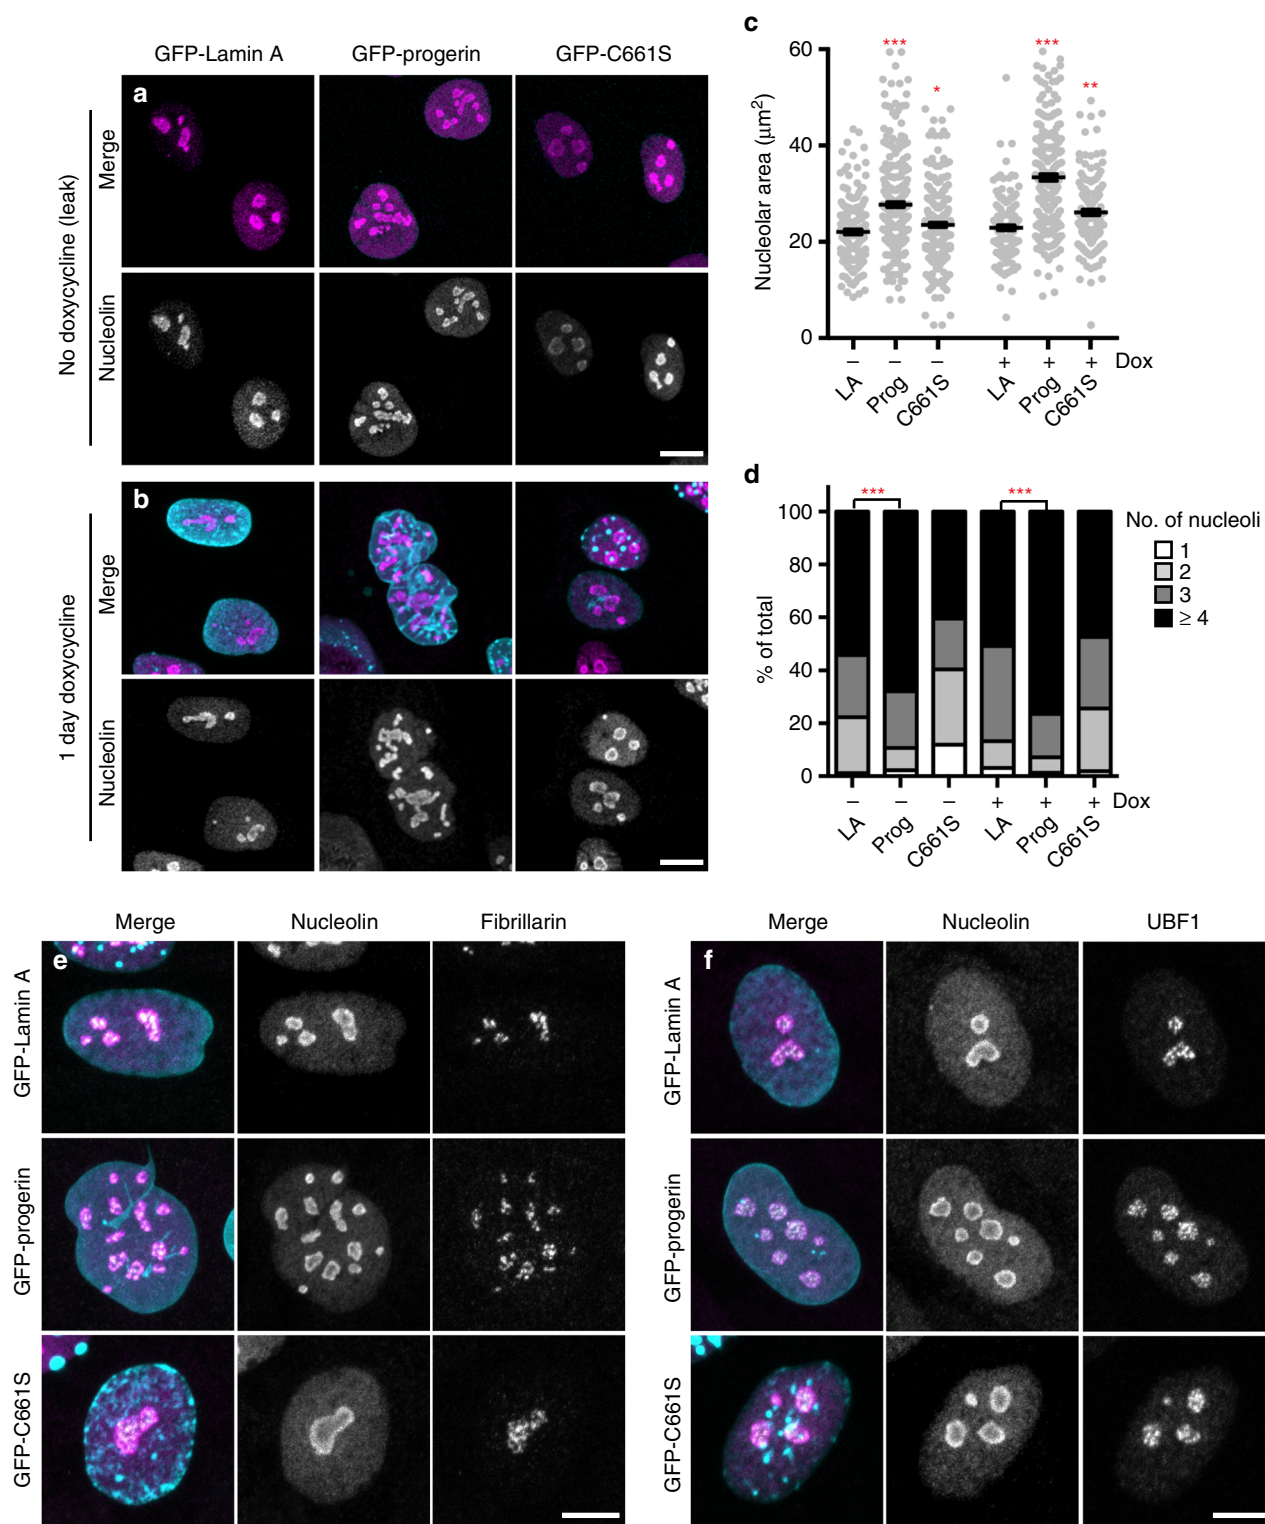 GFP-Lamin A GFP-progerin GFP-C661S
a
No doxycycline (leak)
Merge
Nucleolin
b
1 day doxycycline
Merge
Nucleolin
c
Nucleolar area (μm²)
60
40
20
0
*** * *** **
– – – + + + Dox
LA Prog C661S LA Prog C661S
d
% of total
100
80
60
40
20
0
*** ***
– – – + + + Dox
LA Prog C661S LA Prog C661S
No. of nucleoli
1
2
3
≥ 4
Merge Nucleolin Fibrillarin
e
GFP-Lamin A
GFP-progerin
GFP-C661S
Merge Nucleolin UBF1
f
GFP-Lamin A
GFP-progerin
GFP-C661S